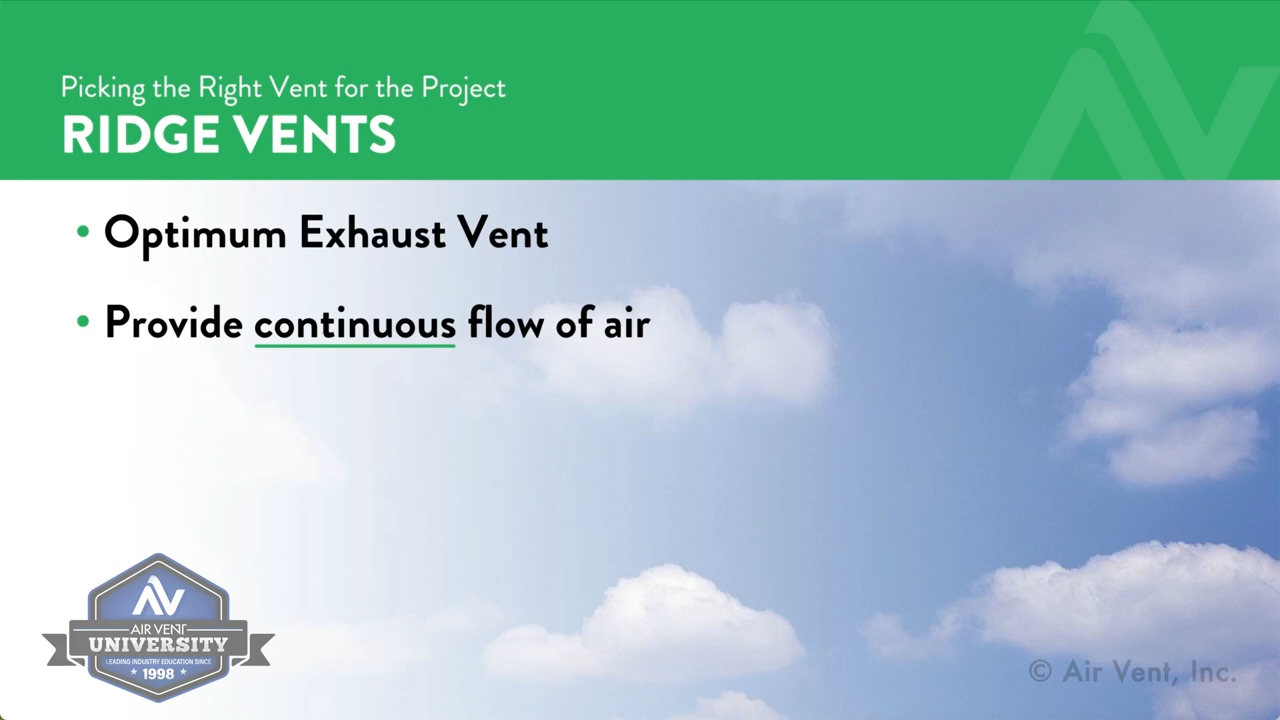 Picking the Right Vent for the Project
RIDGE VENTS
• Optimum Exhaust Vent
• Provide continuous flow of air
AIR VENT
UNIVERSITY
LEADING INDUSTRY EDUCATION SINCE
1998
© Air Vent, Inc.